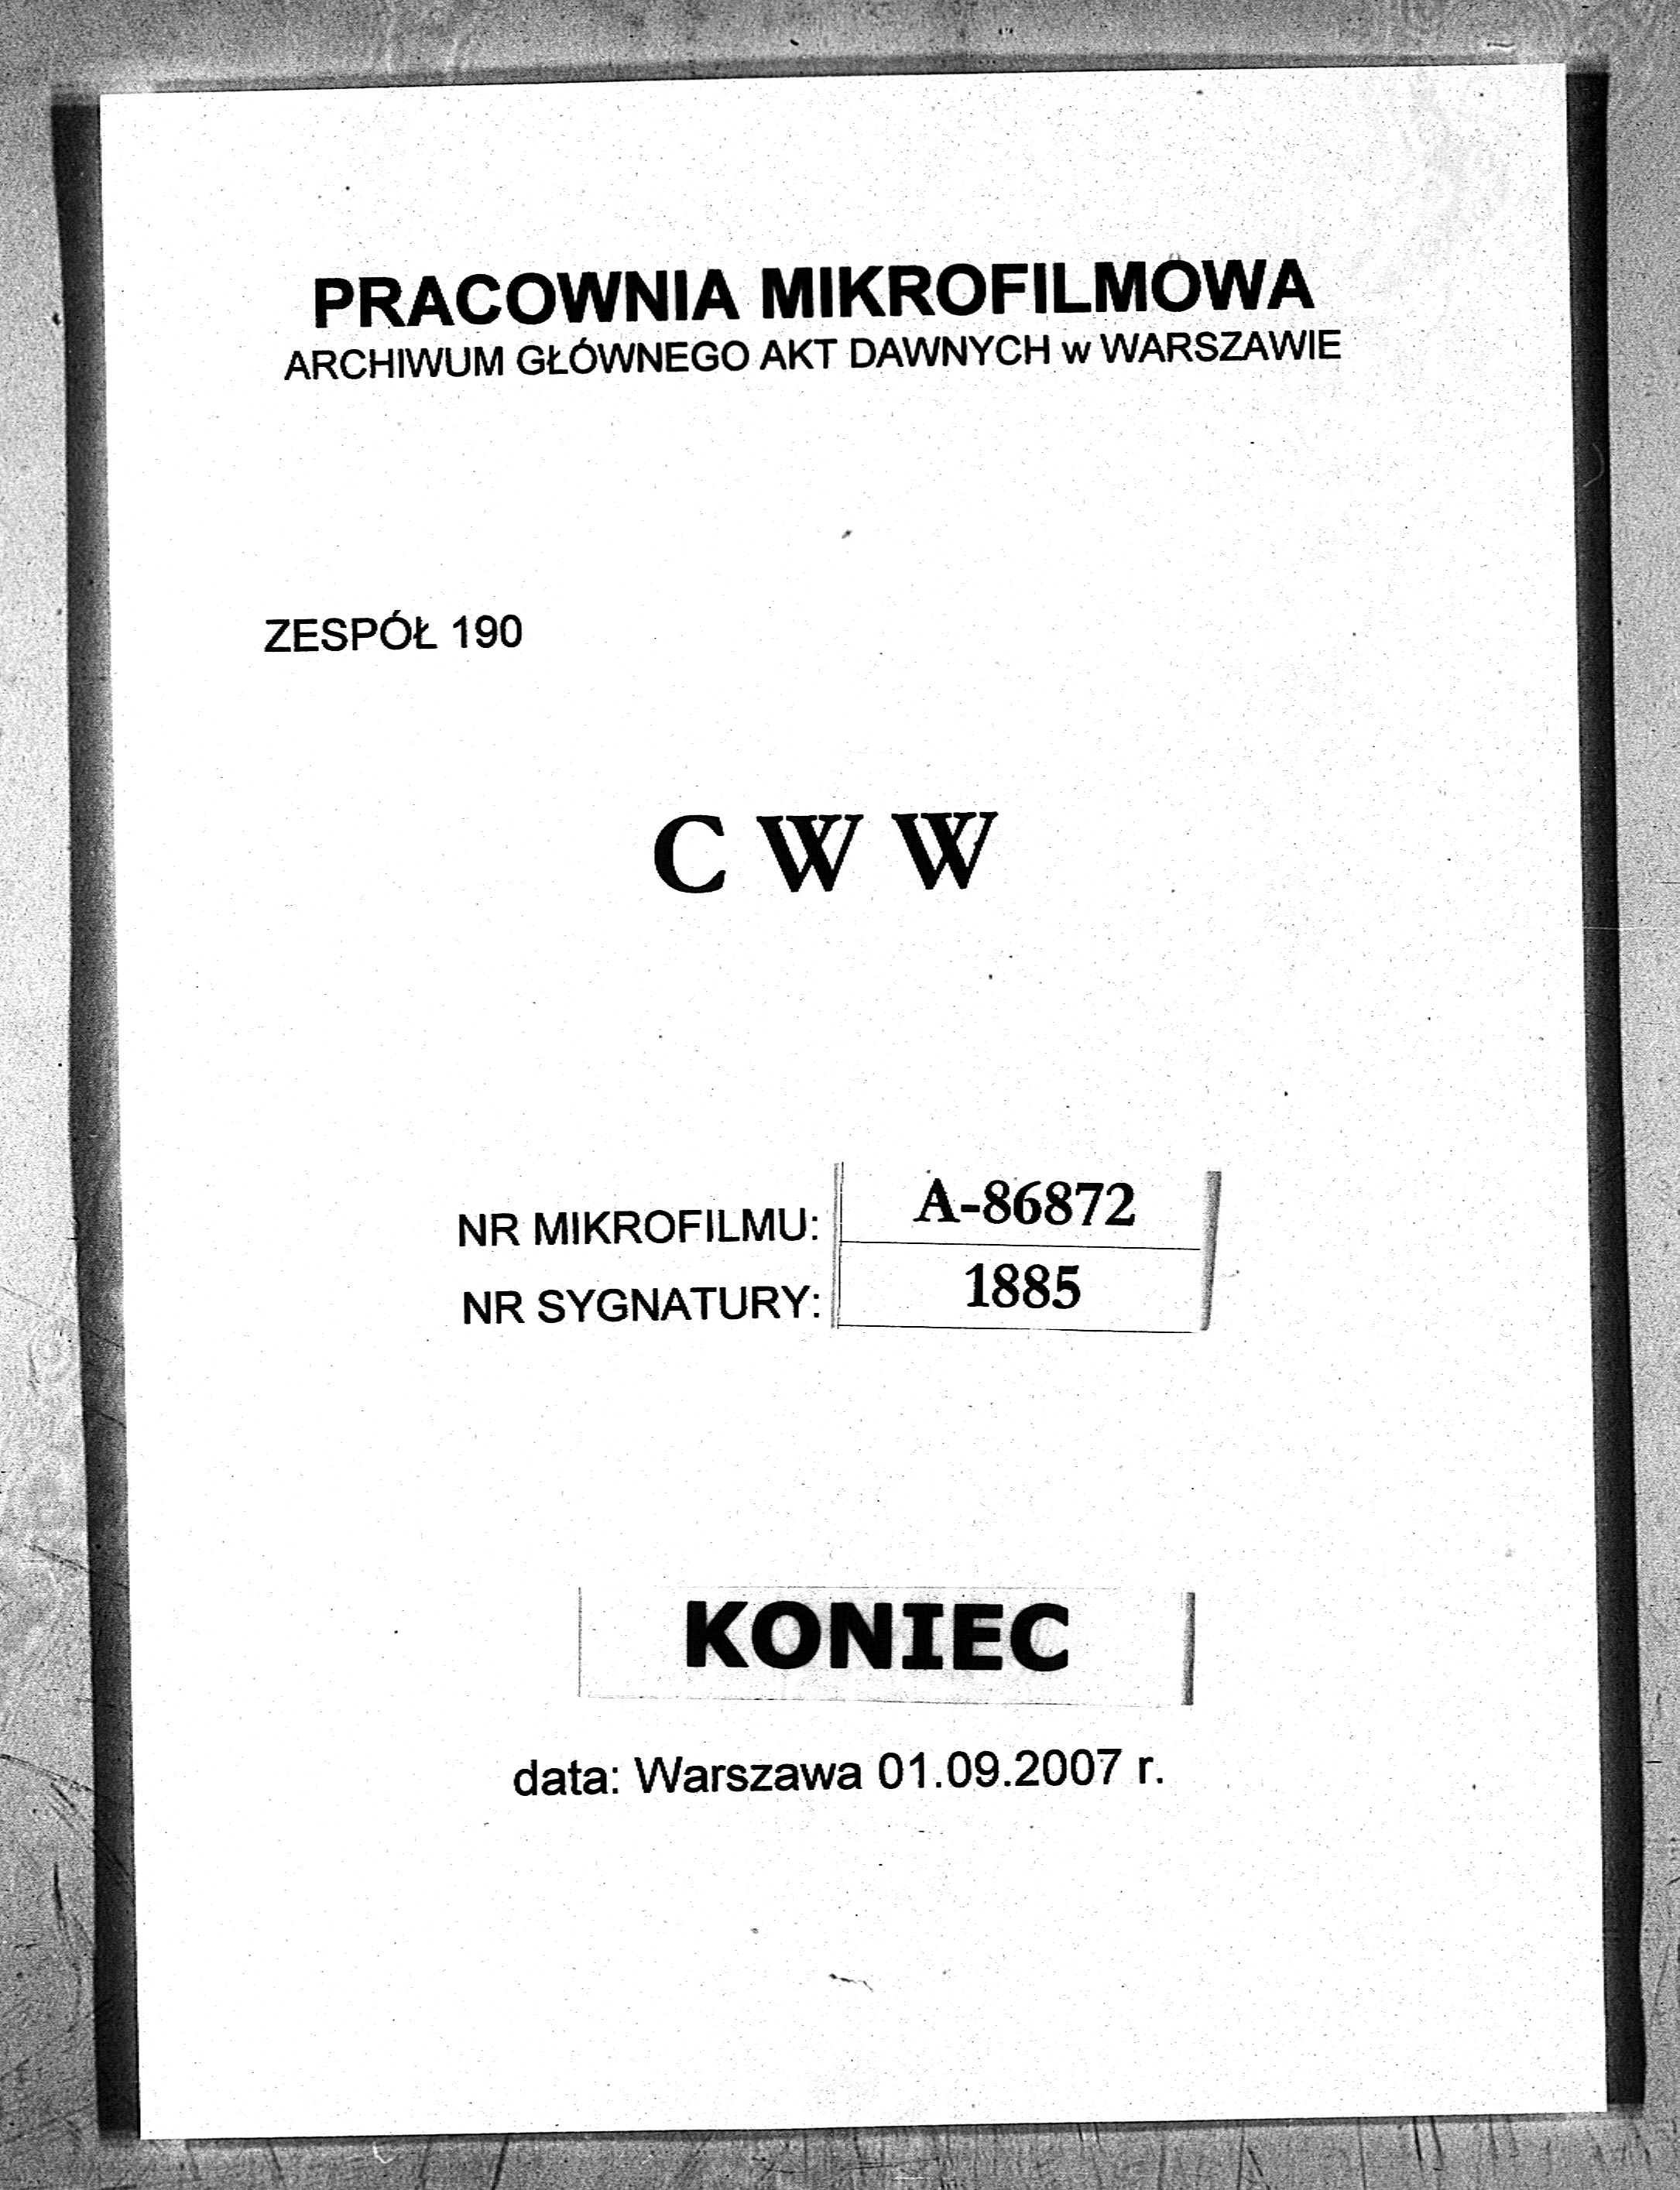 PRACOWNIA MIKROFILMOWA
ARCHIWUM GŁÓWNEGO AKT DAWNYCH w WARSZAWIE
ZESPÓŁ 190
C W W
NR MIKROFILMU: A-86872
NR SYGNATURY: 1885
KONIEC
data: Warszawa 01.09.2007 r.